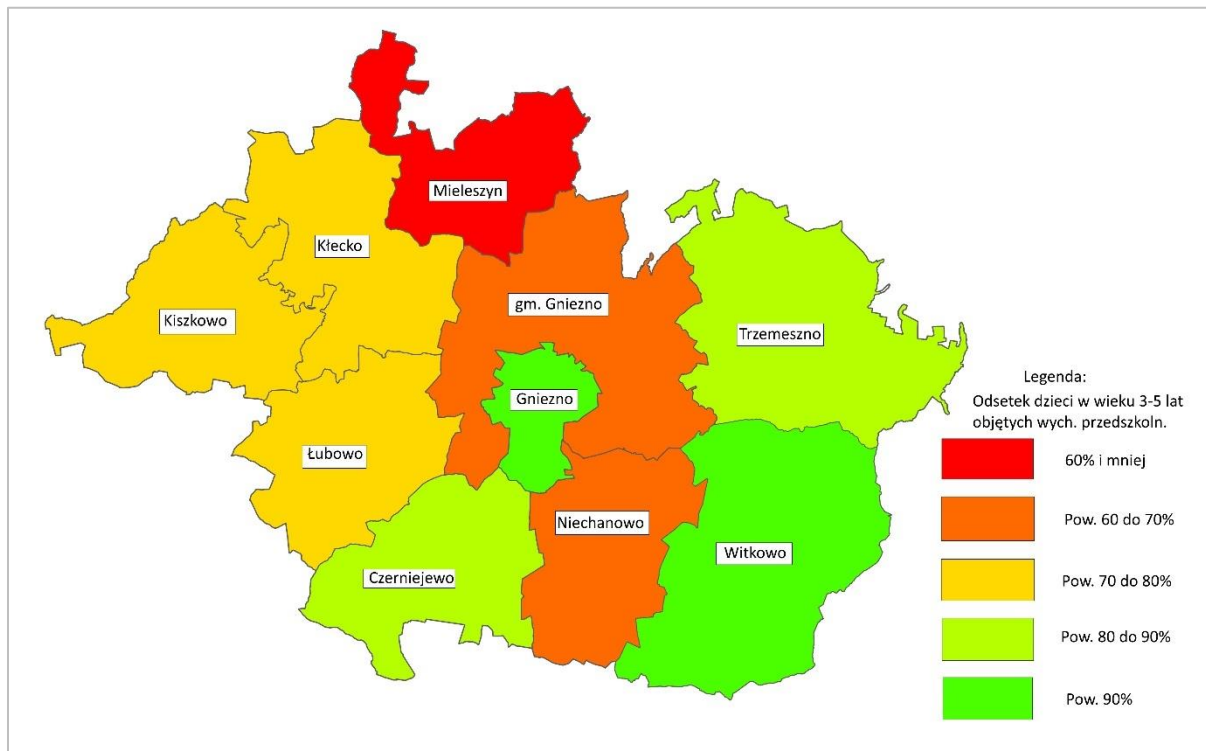 Mieleszyn
Kłecko
Kiszkowo
gm. Gniezno
Trzemeszno
Gniezno
Łubowo
Niechanowo
Witkowo
Czerniejewo
Legenda:
Odsetek dzieci w wieku 3-5 lat
objętych wych. przedszkoln.
60% i mniej
Pow. 60 do 70%
Pow. 70 do 80%
Pow. 80 do 90%
Pow. 90%